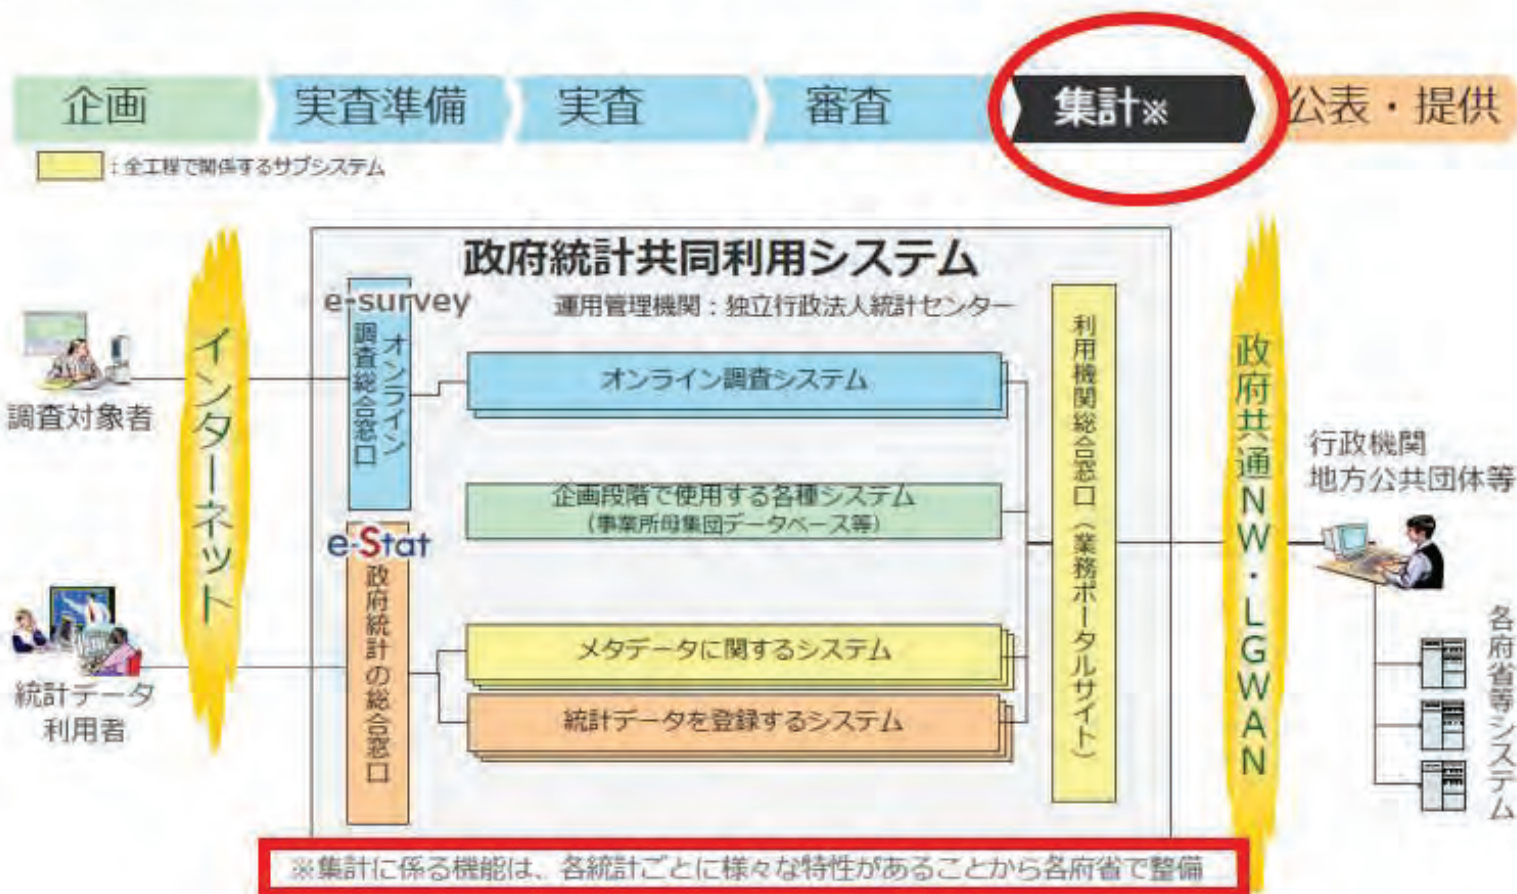 企画
実査準備
実査
審査
集計※
公表・提供
：全工程で関係するサブシステム
政府統計共同利用システム
運用管理機関：独立行政法人統計センター
e-survey
オンライン
調査総合窓口
オンライン調査システム
企画段階で使用する各種システム
（事業所母集団データベース等）
e-Stat
政府統計の総合窓口
メタデータに関するシステム
統計データを登録するシステム
利用機関総合窓口（業務ポータルサイト）
調査対象者
統計データ
利用者
インターネット
政府共通NW・LGWAN
行政機関
地方公共団体等
各府省等システム
※集計に係る機能は、各統計ごとに様々な特性があることから各府省で整備